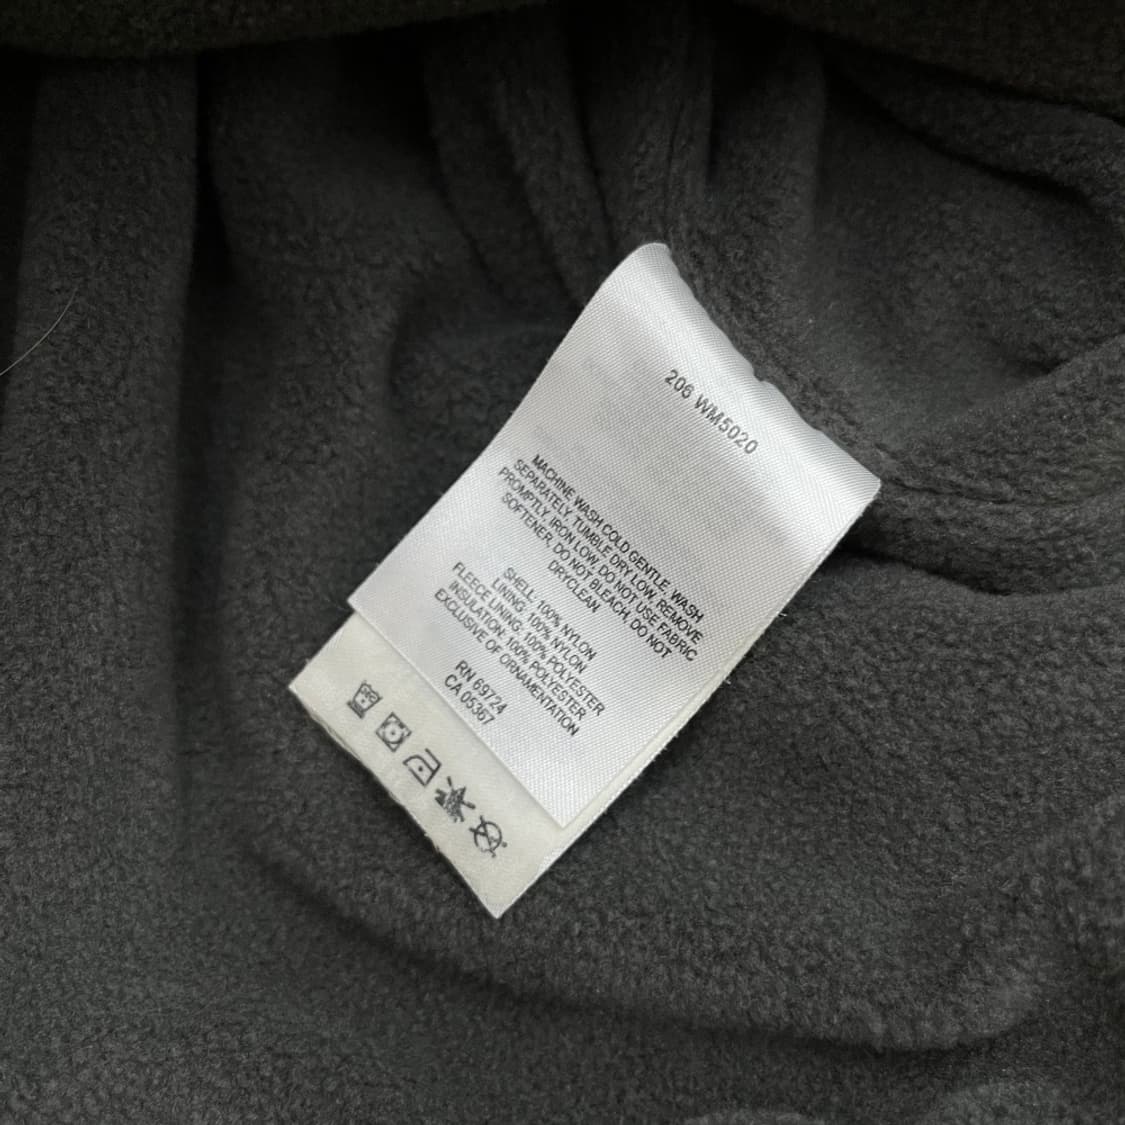 206 WM5020
MACHINE WASH COLD GENTLE, WASH
SEPARATELY, TUMBLE DRY LOW, REMOVE
PROMPTLY, IRON LOW, DO NOT USE FABRIC
SOFTENER, DO NOT BLEACH, DO NOT
DRYCLEAN
SHELL: 100% NYLON
LINING: 100% NYLON
FLEECE LINING: 100% POLYESTER
INSULATION: 100% POLYESTER
EXCLUSIVE OF ORNAMENTATION
RN 69724
CA 05367